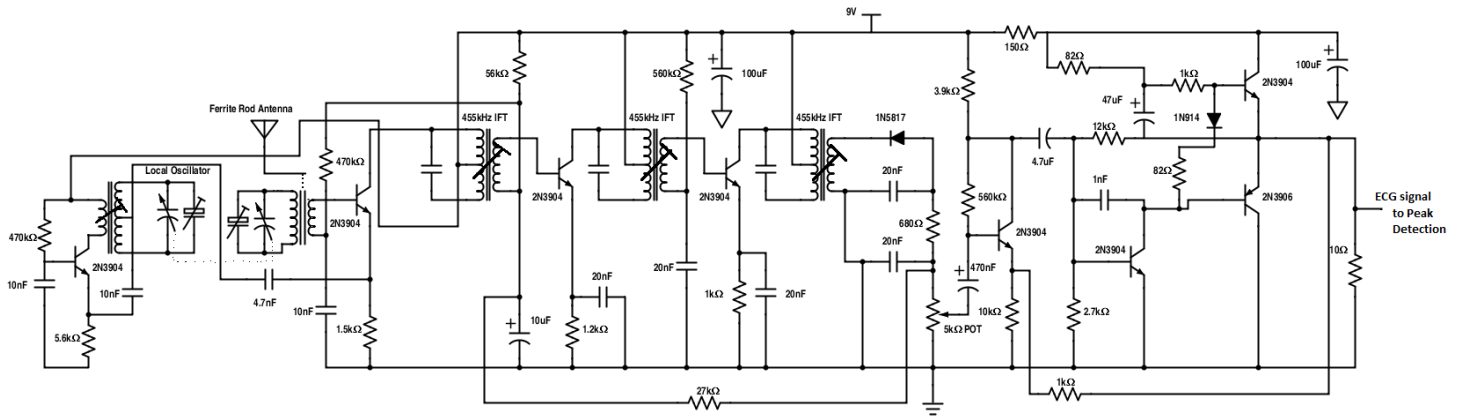 9V
150Ω
56kΩ
560kΩ
100uF
82Ω
1kΩ
2N3904
100uF
3.9kΩ
47uF
Ferrite Rod Antenna
455kHz IFT
455kHz IFT
455kHz IFT
1N5817
1N914
12kΩ
4.7uF
470kΩ
Local Oscillator
20nF
82Ω
1nF
2N3904
2N3904
2N3904
560kΩ
2N3906
ECG signal
to Peak
Detection
470kΩ
2N3904
680Ω
2N3904
2N3904
10Ω
20nF
470nF
20nF
20nF
10nF
10nF
4.7nF
20nF
10nF
10uF
1kΩ
10kΩ
2.7kΩ
5.6kΩ
1.5kΩ
1.2kΩ
5kΩ POT
27kΩ
1kΩ